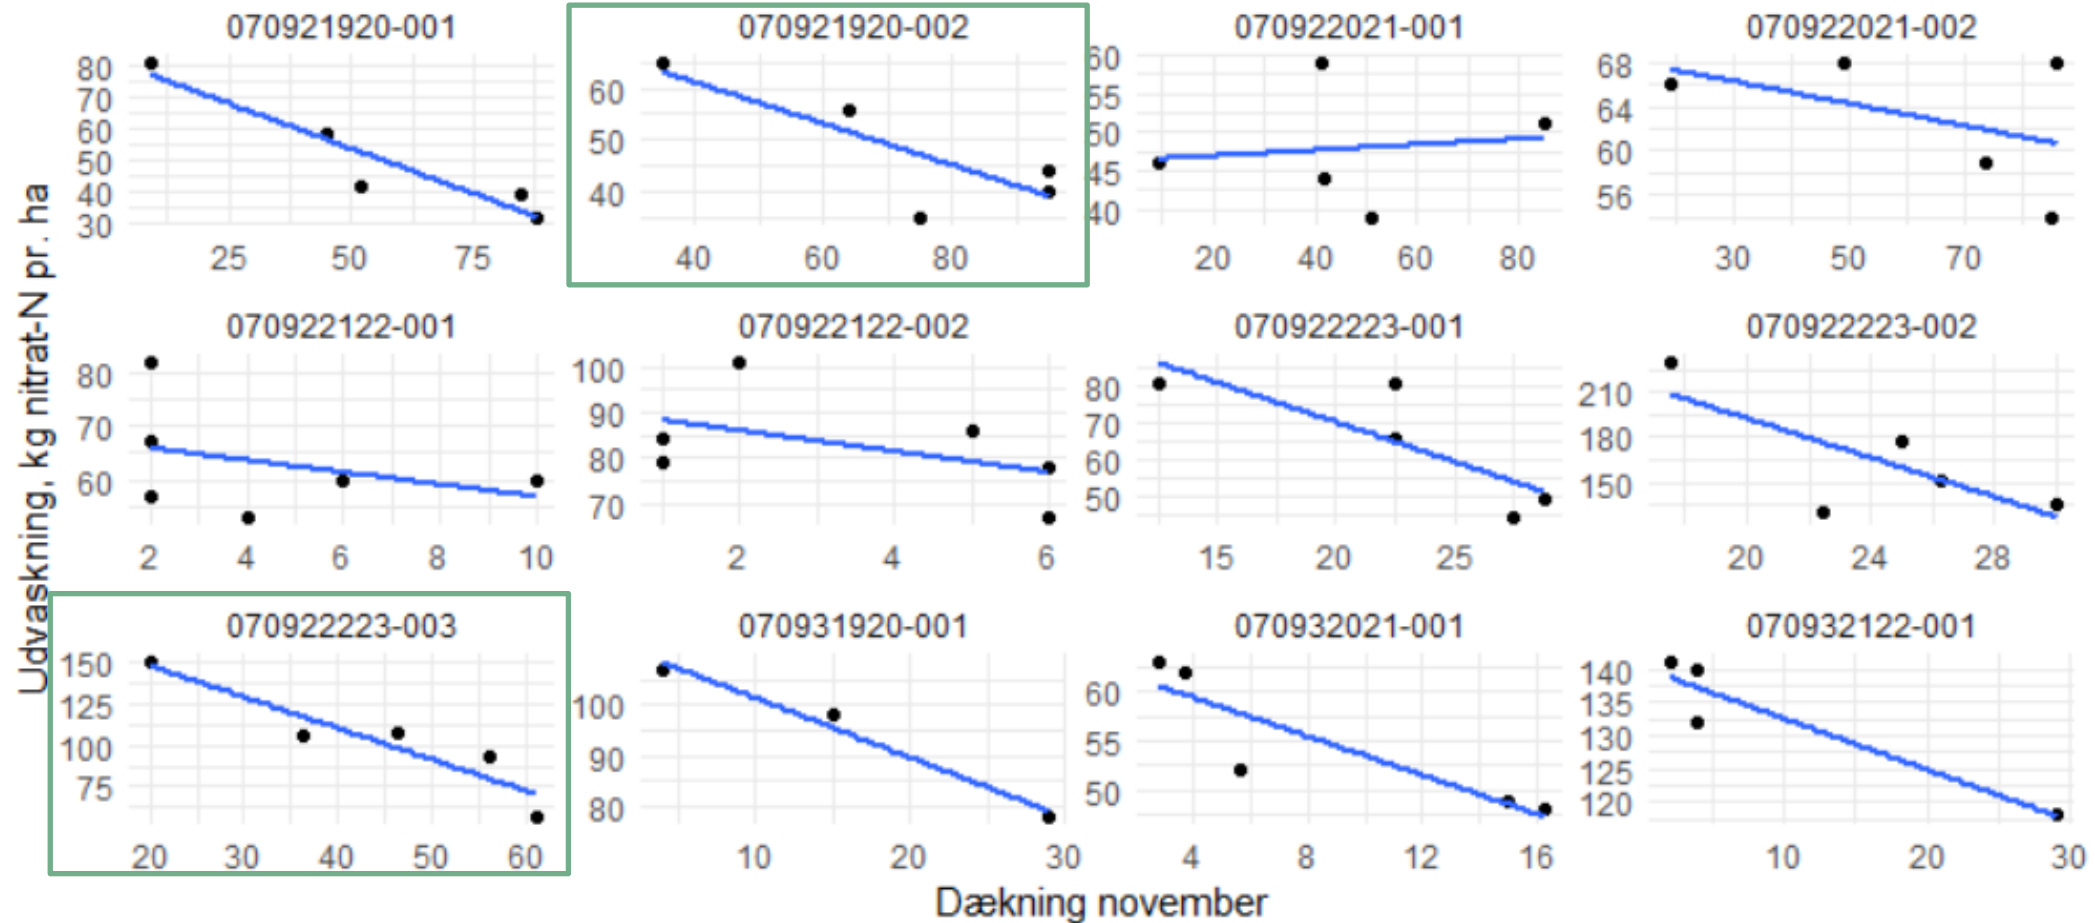 070921920-001 070921920-002 070922021-001 070922021-002
80 70 60 50 40 30
60 50 40
60 55 50 45 40
68 64 60 56
25 50 75 40 60 80 20 40 60 80 30 50 70
070922122-001 070922122-002 070922223-001 070922223-002
80 70 60
100 90 80 70
80 70 60 50
210 180 150
2 4 6 8 10 2 4 6 15 20 25 20 24 28
070922223-003 070931920-001 070932021-001 070932122-001
150 125 100 75
100 90 80
60 55 50
140 135 130 125 120
20 30 40 50 60 10 20 30 4 8 12 16 10 20 30
Udvaskning, kg nitrat-N pr. ha
Dækning november